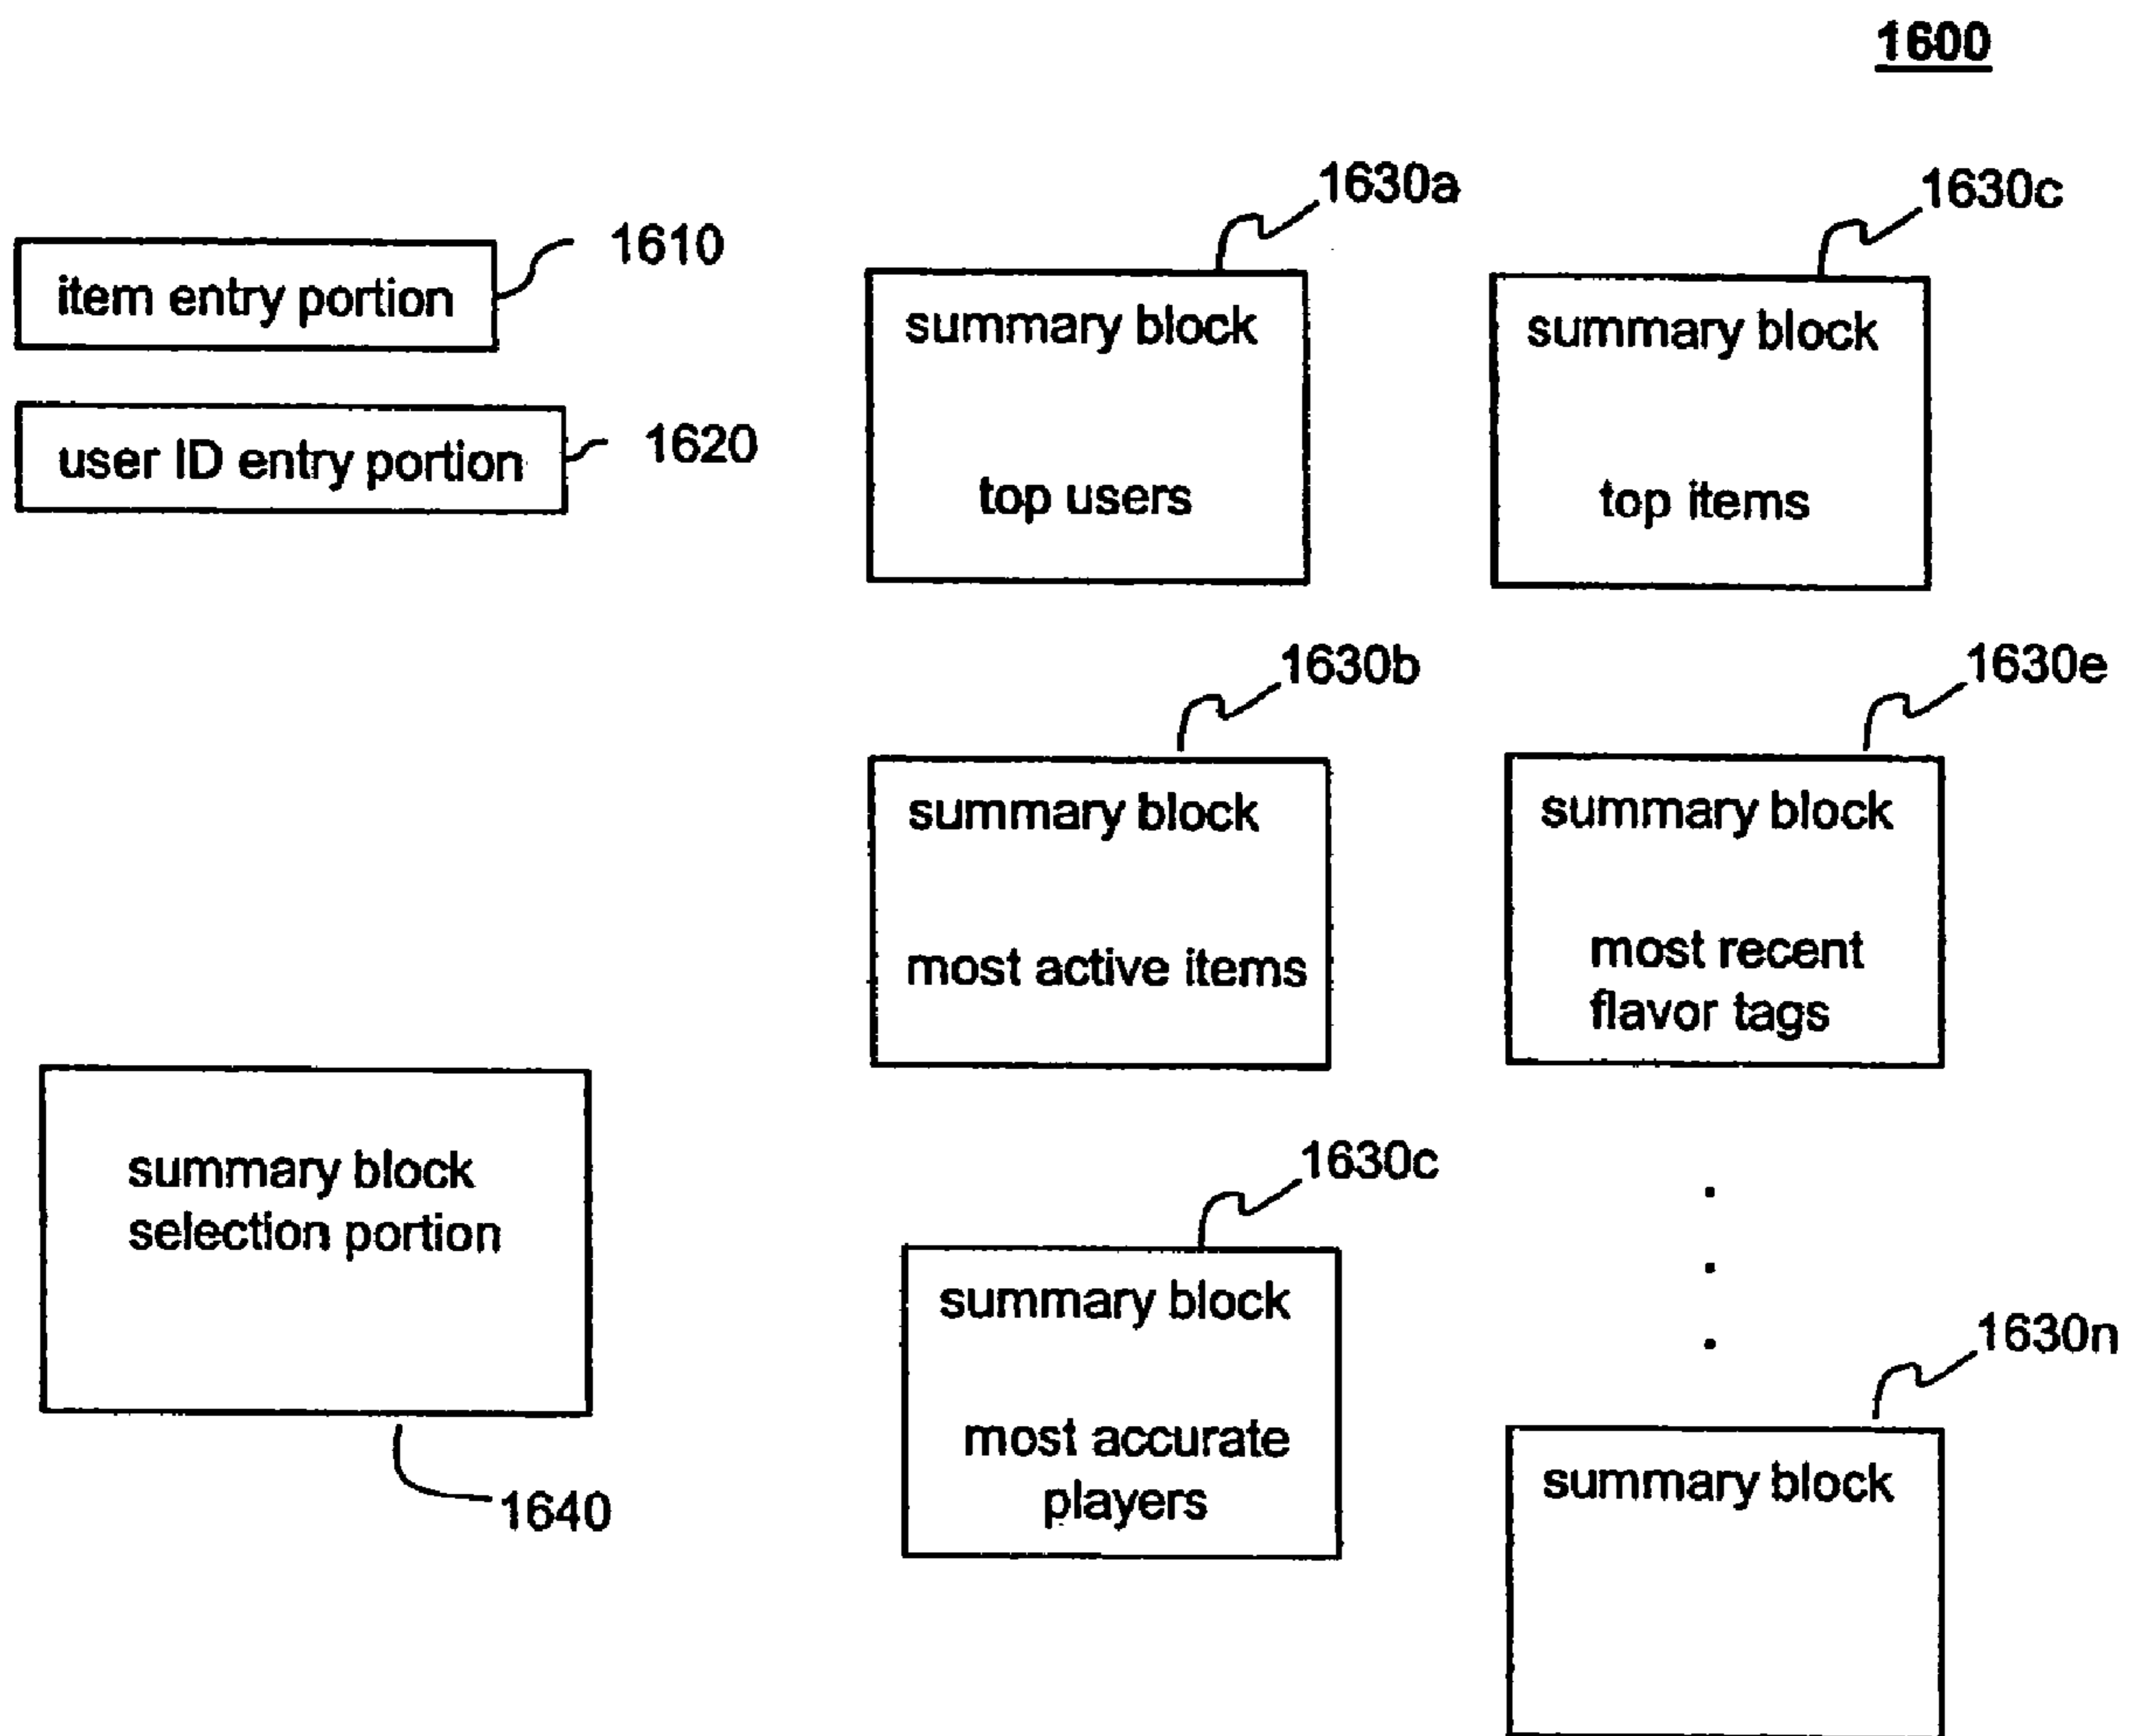 1600
1610
item entry portion
1620
user ID entry portion
1630a
summary block
top users
1630c
summary block
top items
1630b
summary block
most active items
1630e
summary block
most recent
flavor tags
summary block
selection portion
1640
1630c
summary block
most accurate
players
1630n
summary block